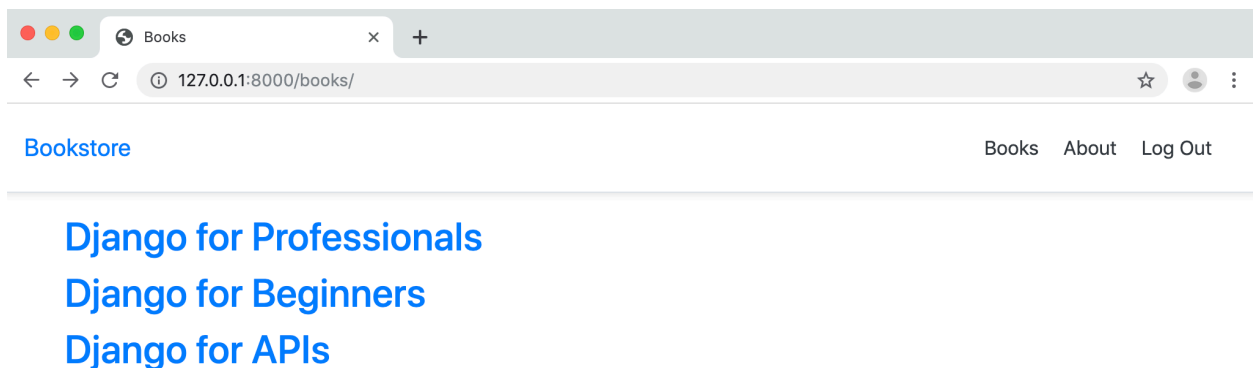 Books
127.0.0.1:8000/books/
Bookstore Books About Log Out
Django for Professionals
Django for Beginners
Django for APIs